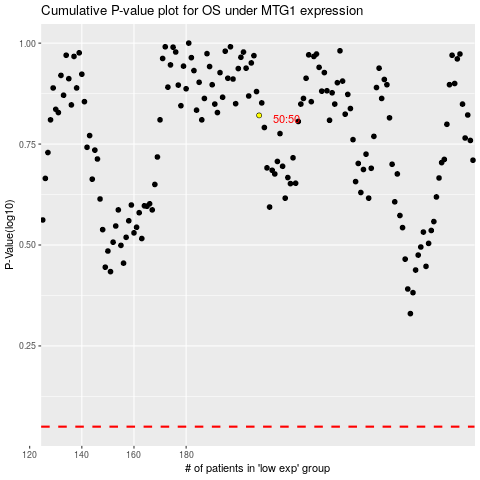 Cumulative P-value plot for OS under MTG1 expression
P-Value(log10)
1.00
0.75
0.50
0.25
50:50
120 140 160 180
# of patients in 'low exp' group